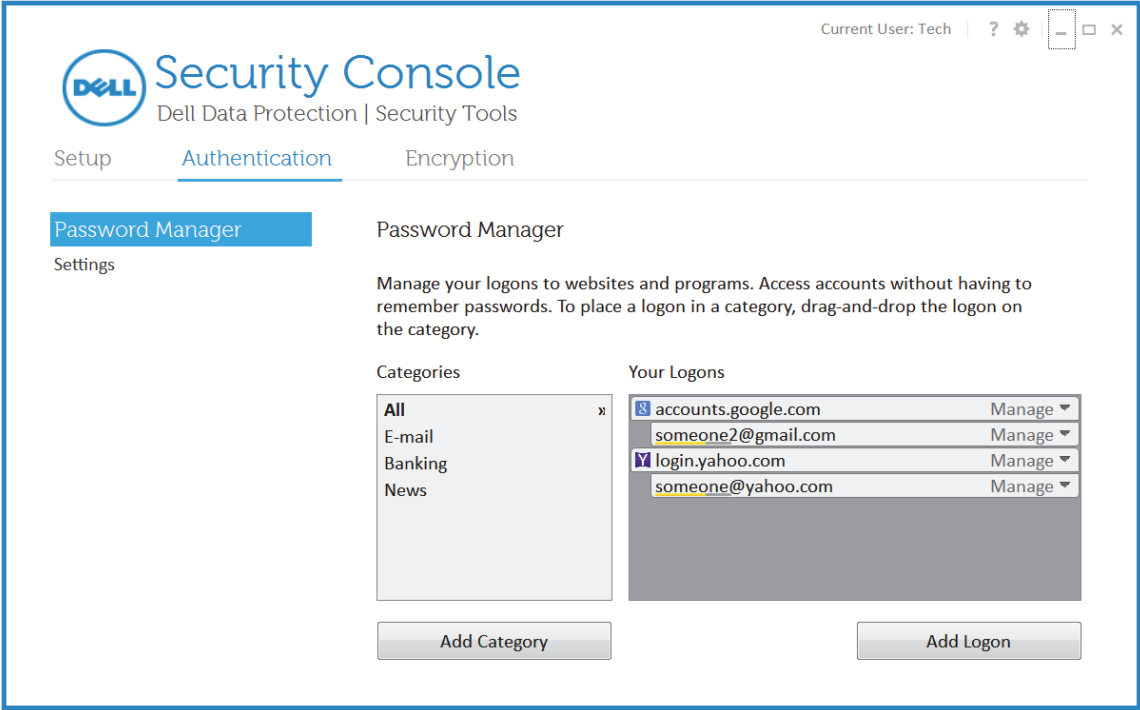 Current User: Tech | ?
DELL
Security Console
Dell Data Protection | Security Tools
Setup Authentication Encryption
Password Manager
Settings
Password Manager
Manage your logons to websites and programs. Access accounts without having to
remember passwords. To place a logon in a category, drag-and-drop the logon on
the category.
Categories
All »
E-mail
Banking
News
Add Category
Your Logons
8 accounts.google.com Manage
someone2@gmail.com Manage
Y login.yahoo.com Manage
someone@yahoo.com Manage
Add Logon